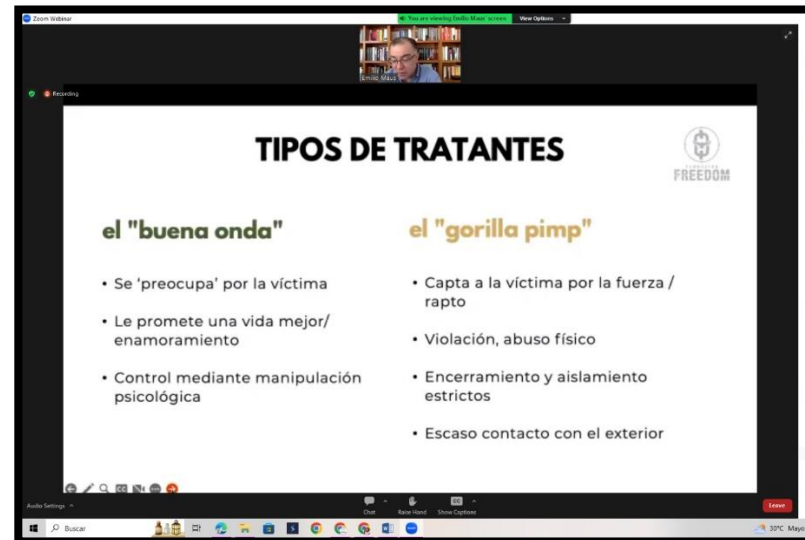 Zoom Webinar
You are viewing Emilio Maus' screen
View Options
Emilio Maus
Recording
TIPOS DE TRATANTES
FREEDOM
el "buena onda"
• Se 'preocupa' por la víctima
• Le promete una vida mejor/
enamoramiento
• Control mediante manipulación
psicológica
el "gorilla pimp"
• Capta a la víctima por la fuerza /
rapto
• Violación, abuso físico
• Encerramiento y aislamiento
estrictos
• Escaso contacto con el exterior
Audio Settings
Chat
Raise Hand
Show Captions
Leave
Buscar
30°C Mayo